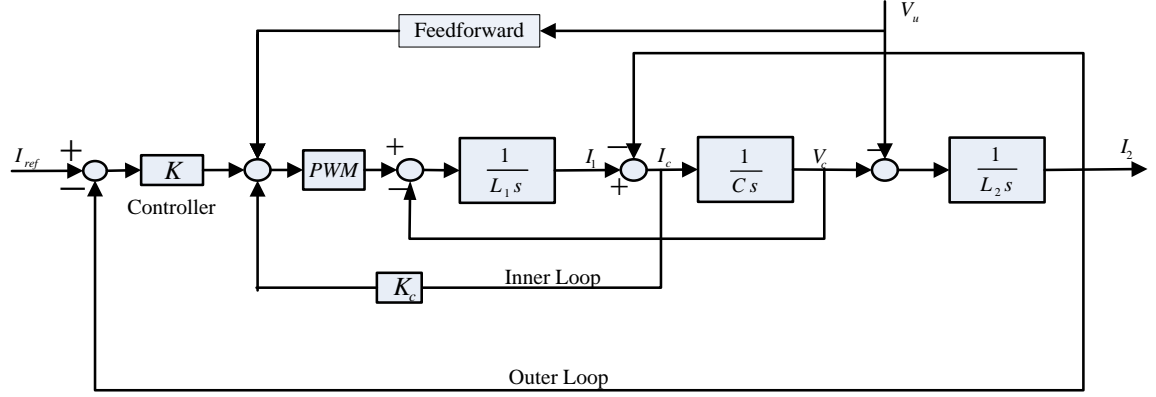 V_u
Feedforward
+
I_ref
−
K
Controller
PWM
+
−
1
L_1 s
I_1
−
+
I_c
1
C s
V_c
−
1
L_2 s
I_2
Inner Loop
K_c
Outer Loop